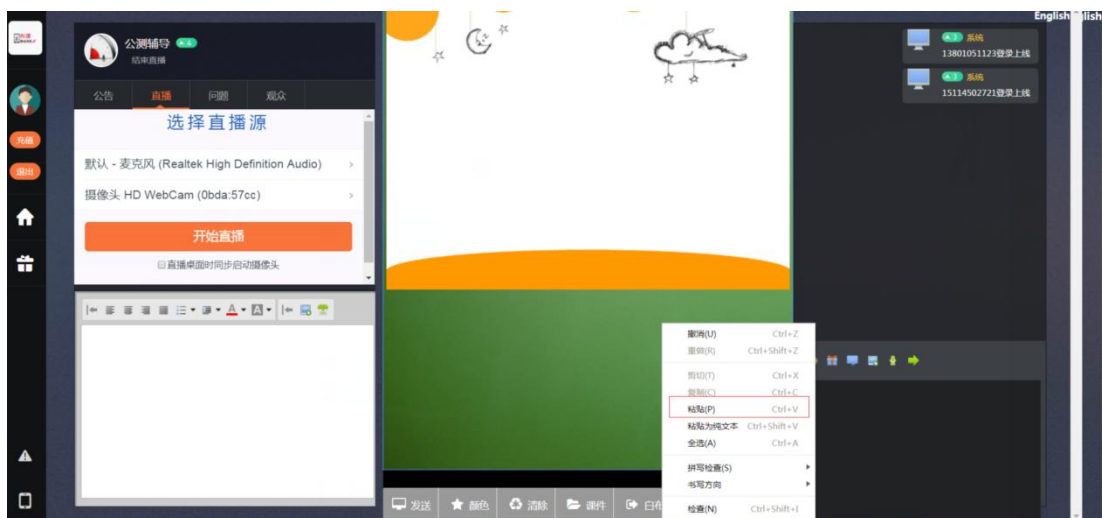 English
公测辅导
结束直播
系统
13801051123登录上线
系统
15114502721登录上线
公告 直播 问题 观众
充值
退出
选择直播源
默认 - 麦克风 (Realtek High Definition Audio)
摄像头 HD WebCam (0bda:57cc)
开始直播
直播桌面时同步启动摄像头
撤消(U) Ctrl+Z
重做(R) Ctrl+Shift+Z
剪切(T) Ctrl+X
复制(C) Ctrl+C
粘贴(P) Ctrl+V
粘贴为纯文本 Ctrl+Shift+V
全选(A) Ctrl+A
拼写检查(S)
书写方向
检查(N) Ctrl+Shift+I
发送 颜色 清除 课件 白布